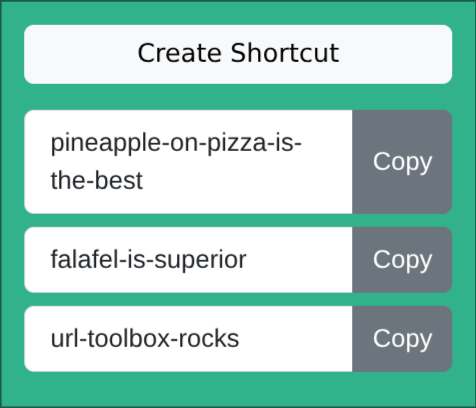 Create Shortcut
pineapple-on-pizza-is-
the-best
Copy
falafel-is-superior
Copy
url-toolbox-rocks
Copy